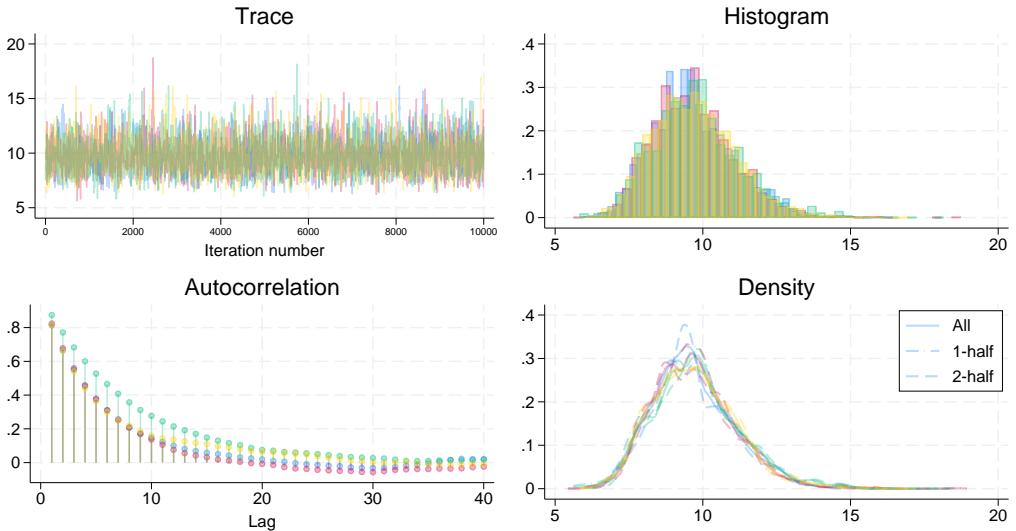 Trace
20
15
10
5
0 2000 4000 6000 8000 10000
Iteration number
Histogram
.4
.3
.2
.1
0
5 10 15 20
Autocorrelation
.8
.6
.4
.2
0
0 10 20 30 40
Lag
Density
.4
.3
.2
.1
0
5 10 15 20
All
1-half
2-half